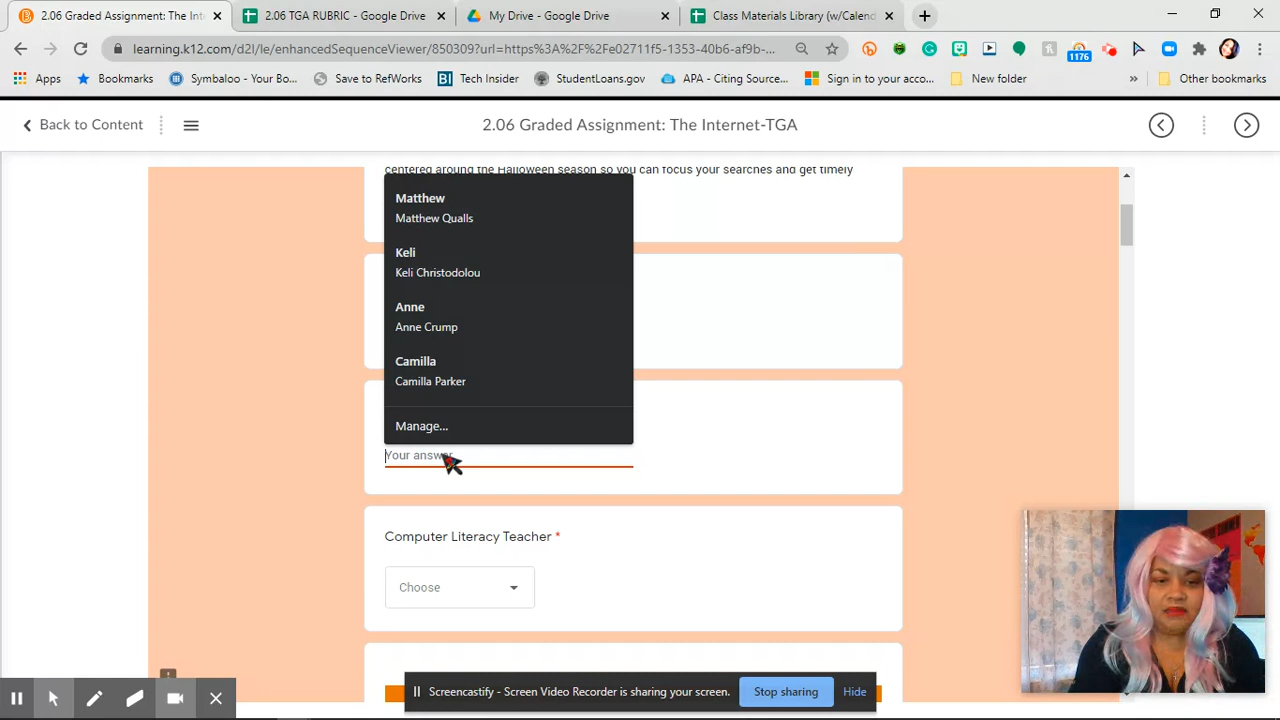 2.06 Graded Assignment: The Int
2.06 TGA RUBRIC - Google Drive
My Drive - Google Drive
Class Materials Library (w/Calend
learning.k12.com/d2l/le/enhancedSequenceViewer/850309?url=https%3A%2F%2Fe02711f5-1353-40b6-af9b-...
1176
Apps
Bookmarks
Symbaloo - Your Bo...
Save to RefWorks
BI
Tech Insider
StudentLoans.gov
APA - Citing Source...
Sign in to your acco...
New folder
»
Other bookmarks
Back to Content
2.06 Graded Assignment: The Internet-TGA
centered around the Halloween season so you can focus your searches and get timely
Matthew
Matthew Qualls
Keli
Keli Christodolou
Anne
Anne Crump
Camilla
Camilla Parker
Manage...
Your answer
Computer Literacy Teacher *
Choose
Screencastify - Screen Video Recorder is sharing your screen.
Stop sharing
Hide